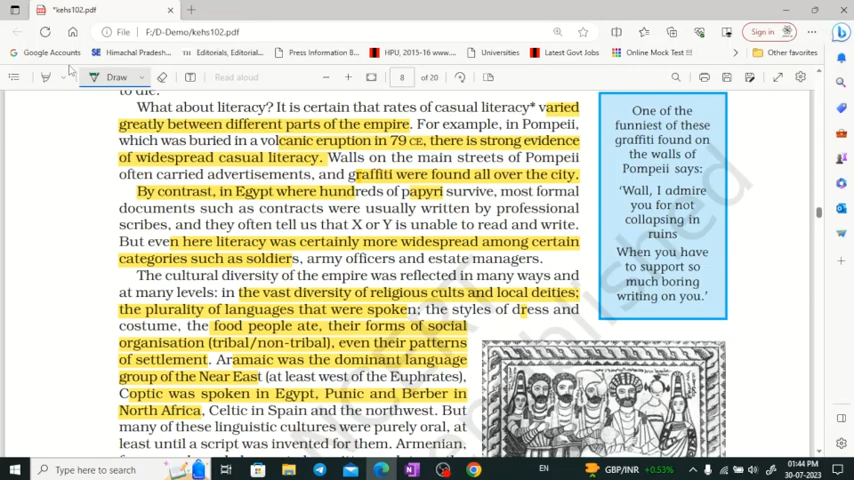 *kehs102.pdf
File
F:/D-Demo/kehs102.pdf
Sign in
Google Accounts
Himachal Pradesh...
Editorials, Editorial...
Press Information B...
HPU, 2015-16 www....
Universities
Latest Govt Jobs
Online Mock Test !!!
Other favorites
Draw
Read aloud
8
of 20
to die.
What about literacy? It is certain that rates of casual literacy* varied
greatly between different parts of the empire. For example, in Pompeii,
which was buried in a volcanic eruption in 79 CE, there is strong evidence
of widespread casual literacy. Walls on the main streets of Pompeii
often carried advertisements, and graffiti were found all over the city.
By contrast, in Egypt where hundreds of papyri survive, most formal
documents such as contracts were usually written by professional
scribes, and they often tell us that X or Y is unable to read and write.
But even here literacy was certainly more widespread among certain
categories such as soldiers, army officers and estate managers.
The cultural diversity of the empire was reflected in many ways and
at many levels: in the vast diversity of religious cults and local deities;
the plurality of languages that were spoken; the styles of dress and
costume, the food people ate, their forms of social
organisation (tribal/non-tribal), even their patterns
of settlement. Aramaic was the dominant language
group of the Near East (at least west of the Euphrates),
Coptic was spoken in Egypt, Punic and Berber in
North Africa, Celtic in Spain and the northwest. But
many of these linguistic cultures were purely oral, at
least until a script was invented for them. Armenian,
One of the
funniest of these
graffiti found on
the walls of
Pompeii says:
'Wall, I admire
you for not
collapsing in
ruins
When you have
to support so
much boring
writing on you.'
Type here to search
EN
GBP/INR +0.53%
01:44 PM
30-07-2023